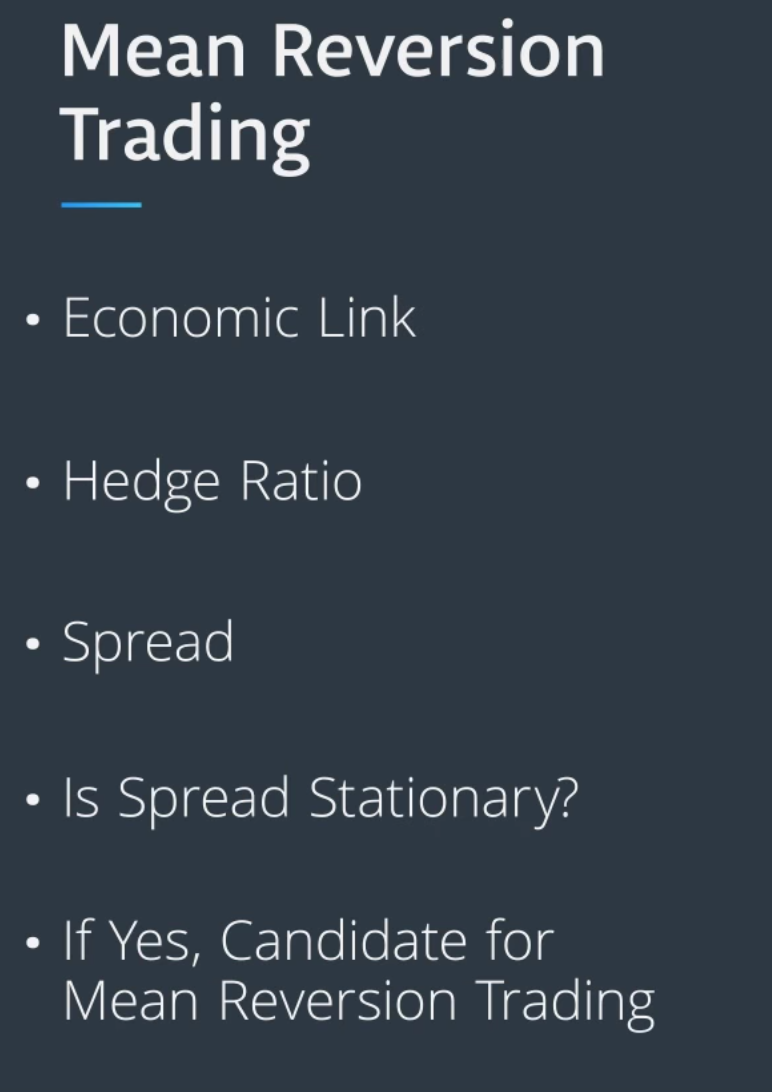 Mean Reversion
Trading
• Economic Link
• Hedge Ratio
• Spread
• Is Spread Stationary?
• If Yes, Candidate for
Mean Reversion Trading